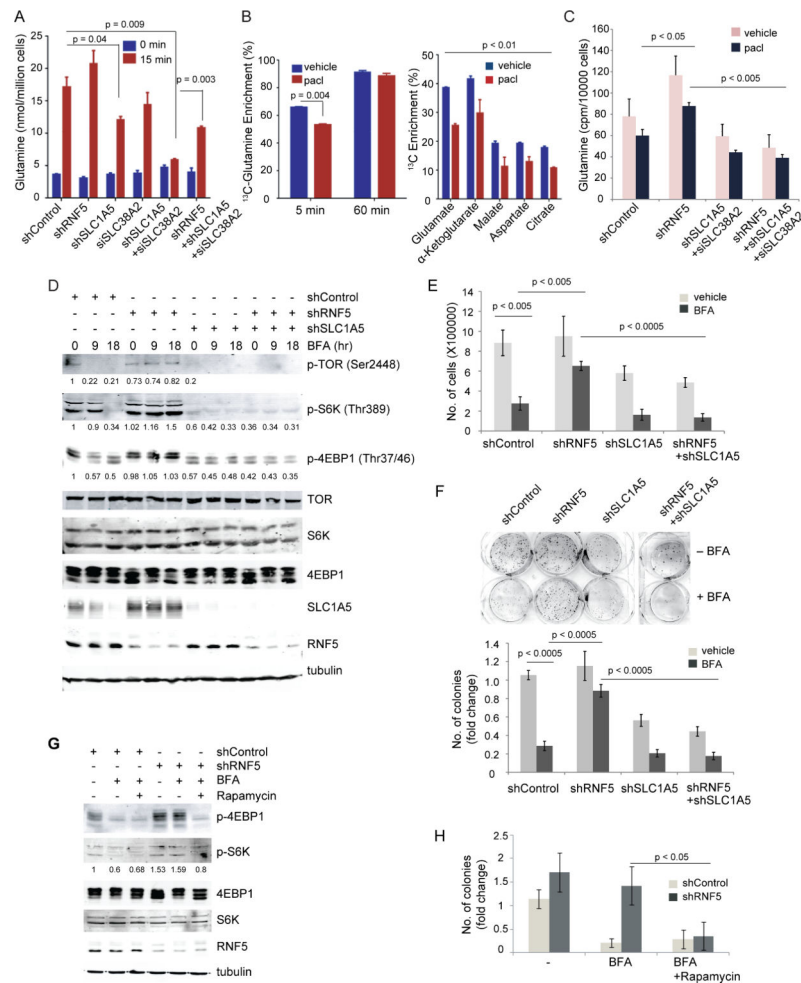 A
Glutamine (nmol/million cells)
25
20
15
10
5
0
p = 0.009
p = 0.04
p = 0.003
0 min
15 min
shControl
shRNF5
shSLC1A5
siSLC38A2
shSLC1A5
+siSLC38A2
shRNF5
+shSLC1A5
+siSLC38A2
B
¹³C-Glutamine Enrichment (%)
100
80
60
40
20
0
vehicle
pacl
p = 0.004
5 min
60 min
¹³C Enrichment (%)
50
40
30
20
10
0
p < 0.01
vehicle
pacl
Glutamate
α-Ketoglutarate
Malate
Aspartate
Citrate
C
Glutamine (cpm/10000 cells)
160
140
120
100
80
60
40
20
0
vehicle
pacl
p < 0.05
p < 0.005
shControl
shRNF5
shSLC1A5
+siSLC38A2
shRNF5
+shSLC1A5
+siSLC38A2
D
+ + + - - - - - - - - - shControl
- - - + + + - - - + + + shRNF5
- - - - - - + + + + + + shSLC1A5
0 9 18 0 9 18 0 9 18 0 9 18 BFA (hr)
p-TOR (Ser2448)
1 0.22 0.21 0.73 0.74 0.82 0.2
p-S6K (Thr389)
1 0.9 0.34 1.02 1.16 1.5 0.6 0.42 0.33 0.36 0.34 0.31
p-4EBP1 (Thr37/46)
1 0.57 0.5 0.98 1.05 1.03 0.57 0.45 0.48 0.42 0.43 0.35
TOR
S6K
4EBP1
SLC1A5
RNF5
tubulin
E
No. of cells (X100000)
12
10
8
6
4
2
0
vehicle
BFA
p < 0.005
p < 0.005
p < 0.0005
shControl
shRNF5
shSLC1A5
shRNF5
+shSLC1A5
F
shControl
shRNF5
shSLC1A5
shRNF5
+shSLC1A5
– BFA
+ BFA
No. of colonies
(fold change)
1.4
1.2
1.0
0.8
0.6
0.4
0.2
0
vehicle
BFA
p < 0.0005
p < 0.0005
p < 0.0005
shControl
shRNF5
shSLC1A5
shRNF5
+shSLC1A5
G
+ + + - - - shControl
- - - + + + shRNF5
- + + - + + BFA
- - + - - + Rapamycin
p-4EBP1
p-S6K
1 0.6 0.68 1.53 1.59 0.8
4EBP1
S6K
RNF5
tubulin
H
No. of colonies
(fold change)
2.5
2
1.5
1
0.5
0
p < 0.05
shControl
shRNF5
-
BFA
BFA
+Rapamycin